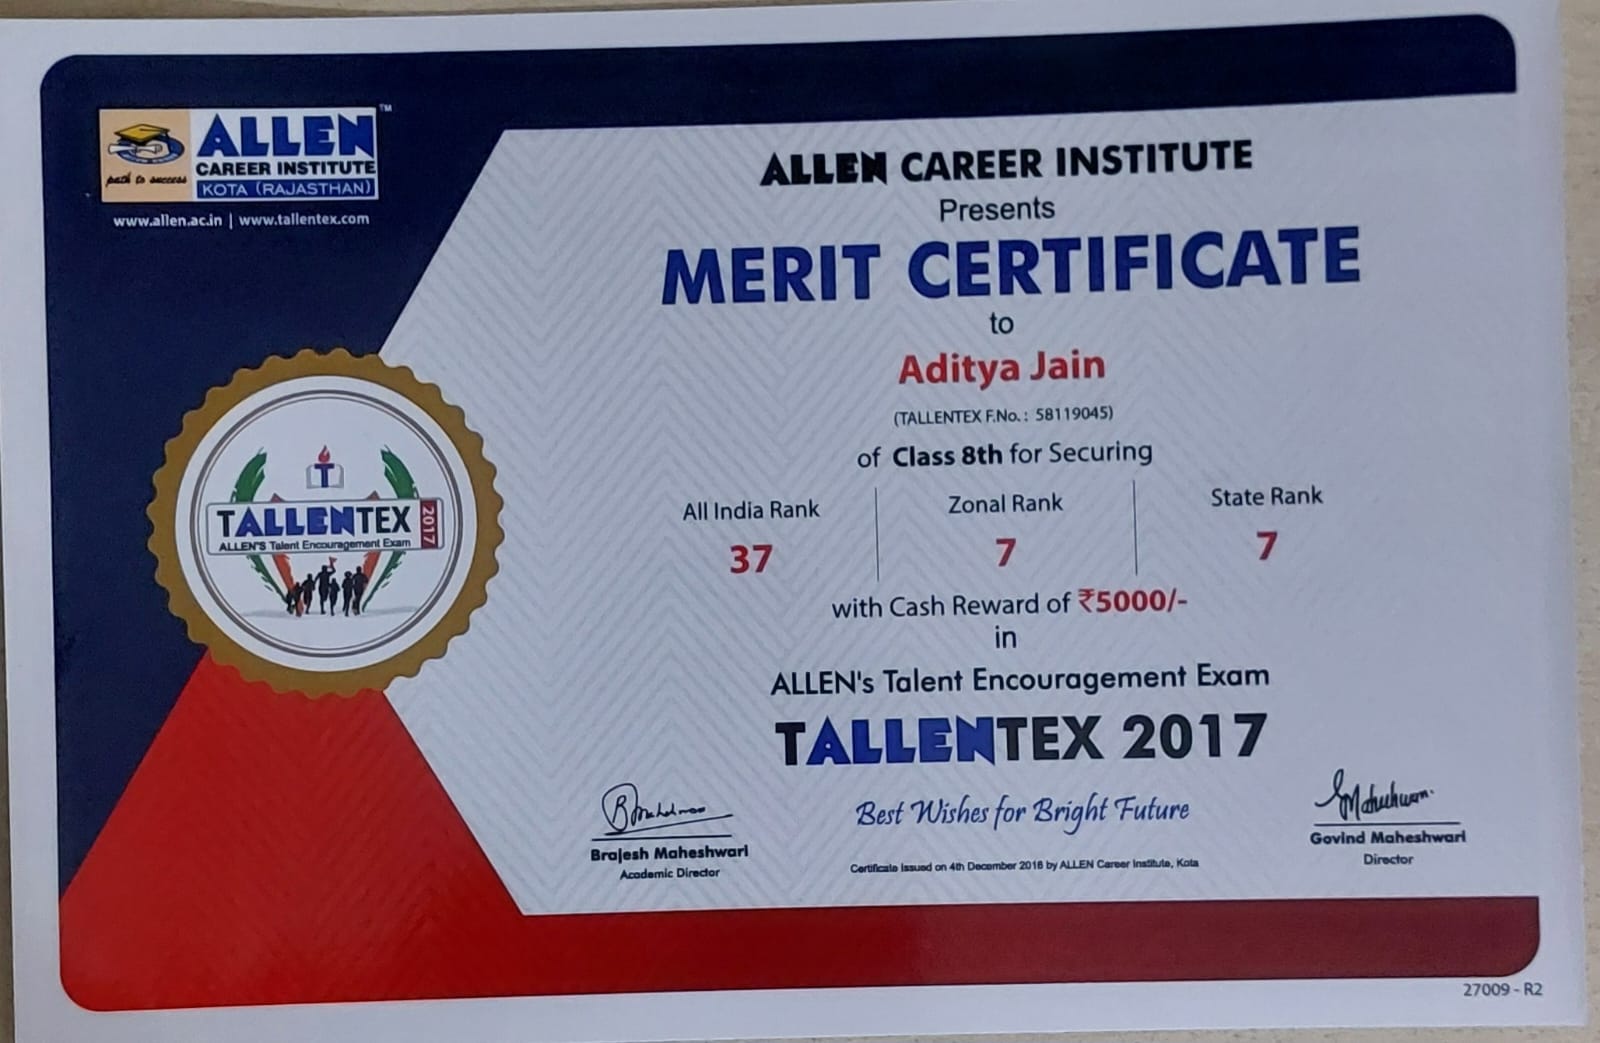 ALLEN™
CAREER INSTITUTE
KOTA (RAJASTHAN)
path to success
www.allen.ac.in | www.tallentex.com
ALLEN CAREER INSTITUTE
Presents
MERIT CERTIFICATE
to
Aditya Jain
(TALLENTEX F.No. : 58119045)
of Class 8th for Securing
All India Rank
37
Zonal Rank
7
State Rank
7
with Cash Reward of ₹5000/-
in
ALLEN's Talent Encouragement Exam
TALLENTEX 2017
Best Wishes for Bright Future
Certificate issued on 4th December 2016 by ALLEN Career Institute, Kota
T
TALLENTEX 2017
ALLEN'S Talent Encouragement Exam
Brajesh Maheshwari
Academic Director
Govind Maheshwari
Director
27009 - R2